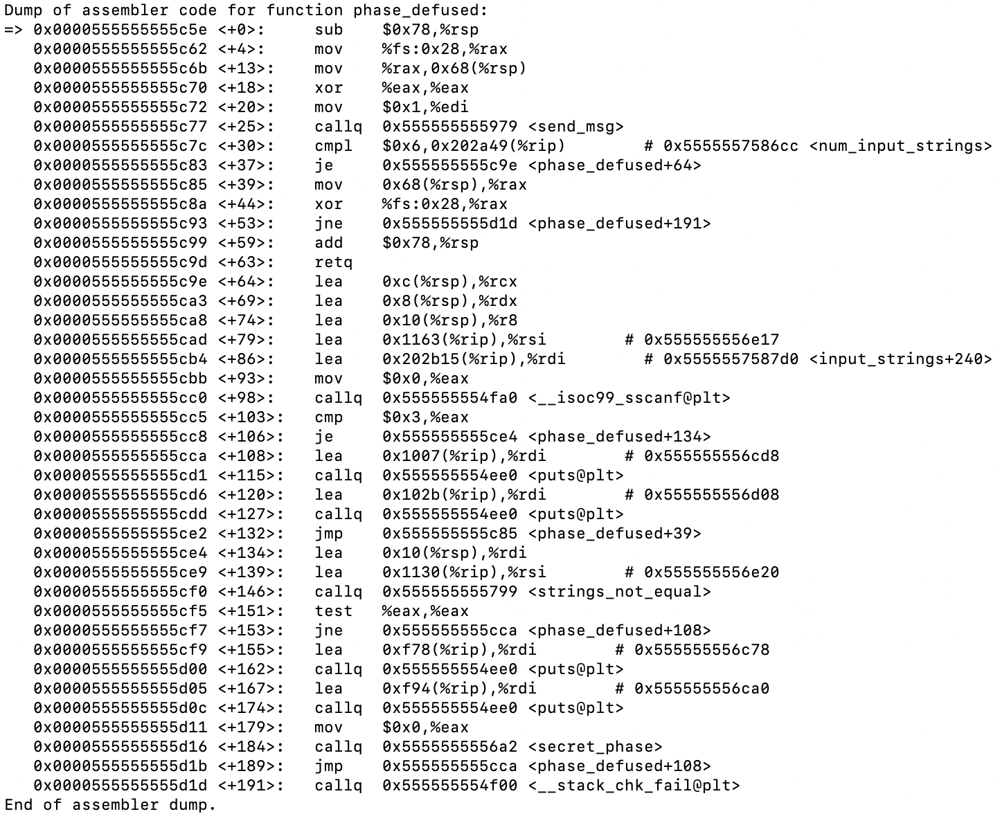 Dump of assembler code for function phase_defused:
=> 0x0000555555555c5e <+0>:     sub    $0x78,%rsp
   0x0000555555555c62 <+4>:     mov    %fs:0x28,%rax
   0x0000555555555c6b <+13>:    mov    %rax,0x68(%rsp)
   0x0000555555555c70 <+18>:    xor    %eax,%eax
   0x0000555555555c72 <+20>:    mov    $0x1,%edi
   0x0000555555555c77 <+25>:    callq  0x555555555979 <send_msg>
   0x0000555555555c7c <+30>:    cmpl   $0x6,0x202a49(%rip)        # 0x5555557586cc <num_input_strings>
   0x0000555555555c83 <+37>:    je     0x555555555c9e <phase_defused+64>
   0x0000555555555c85 <+39>:    mov    0x68(%rsp),%rax
   0x0000555555555c8a <+44>:    xor    %fs:0x28,%rax
   0x0000555555555c93 <+53>:    jne    0x555555555d1d <phase_defused+191>
   0x0000555555555c99 <+59>:    add    $0x78,%rsp
   0x0000555555555c9d <+63>:    retq
   0x0000555555555c9e <+64>:    lea    0xc(%rsp),%rcx
   0x0000555555555ca3 <+69>:    lea    0x8(%rsp),%rdx
   0x0000555555555ca8 <+74>:    lea    0x10(%rsp),%r8
   0x0000555555555cad <+79>:    lea    0x1163(%rip),%rsi        # 0x555555556e17
   0x0000555555555cb4 <+86>:    lea    0x202b15(%rip),%rdi        # 0x5555557587d0 <input_strings+240>
   0x0000555555555cbb <+93>:    mov    $0x0,%eax
   0x0000555555555cc0 <+98>:    callq  0x555555554fa0 <__isoc99_sscanf@plt>
   0x0000555555555cc5 <+103>:   cmp    $0x3,%eax
   0x0000555555555cc8 <+106>:   je     0x555555555ce4 <phase_defused+134>
   0x0000555555555cca <+108>:   lea    0x1007(%rip),%rdi        # 0x555555556cd8
   0x0000555555555cd1 <+115>:   callq  0x555555554ee0 <puts@plt>
   0x0000555555555cd6 <+120>:   lea    0x102b(%rip),%rdi        # 0x555555556d08
   0x0000555555555cdd <+127>:   callq  0x555555554ee0 <puts@plt>
   0x0000555555555ce2 <+132>:   jmp    0x555555555c85 <phase_defused+39>
   0x0000555555555ce4 <+134>:   lea    0x10(%rsp),%rdi
   0x0000555555555ce9 <+139>:   lea    0x1130(%rip),%rsi        # 0x555555556e20
   0x0000555555555cf0 <+146>:   callq  0x555555555799 <strings_not_equal>
   0x0000555555555cf5 <+151>:   test   %eax,%eax
   0x0000555555555cf7 <+153>:   jne    0x555555555cca <phase_defused+108>
   0x0000555555555cf9 <+155>:   lea    0xf78(%rip),%rdi        # 0x555555556c78
   0x0000555555555d00 <+162>:   callq  0x555555554ee0 <puts@plt>
   0x0000555555555d05 <+167>:   lea    0xf94(%rip),%rdi        # 0x555555556ca0
   0x0000555555555d0c <+174>:   callq  0x555555554ee0 <puts@plt>
   0x0000555555555d11 <+179>:   mov    $0x0,%eax
   0x0000555555555d16 <+184>:   callq  0x5555555556a2 <secret_phase>
   0x0000555555555d1b <+189>:   jmp    0x555555555cca <phase_defused+108>
   0x0000555555555d1d <+191>:   callq  0x555555554f00 <__stack_chk_fail@plt>
End of assembler dump.